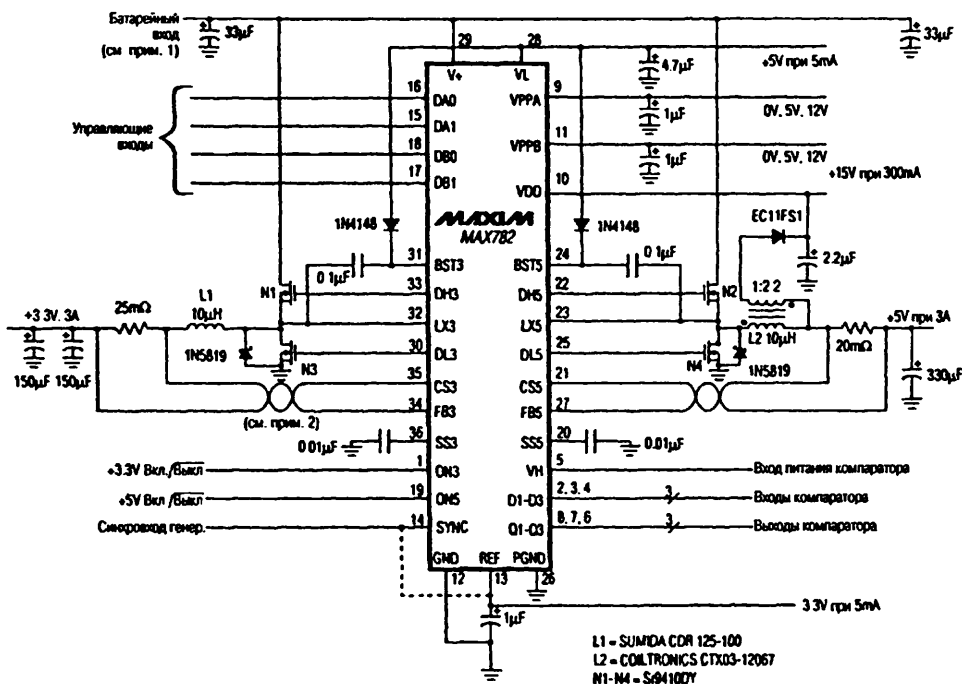 Батарейный
вход
(см прим. 1)
33µF
29
28
33µF
V+
VL
4.7µF
+5V при 5mA
16
DA0
9
VPPA
1µF
0V, 5V, 12V
Управляющие
входы
15
DA1
18
DB0
11
VPPB
1µF
0V, 5V, 12V
17
DB1
10
VDD
+15V при 300mA
MAXIM
MAX782
1N4148
1N4148
EC11FS1
2.2µF
31
BST3
0 1µF
24
BST5
0 1µF
N1
33
DH3
22
DH5
N2
1:2 2
+3 3V. 3A
25mΩ
L1
10µH
32
LX3
23
LX5
L2 10µH
+5V при 3A
20mΩ
150µF
150µF
1N5819
N3
30
DL3
25
DL5
N4
1N5819
330µF
35
CS3
21
CS5
34
FB3
27
FB5
(см. прим. 2)
0 01µF
36
SS3
20
SS5
0.01µF
+3.3V Вкл./Выкл
1
ON3
5
VH
Вход питания компаратора
+5V Вкл /Выкл
19
ON5
2, 3, 4
D1-D3
3
Входы компаратора
Синхровход генер.
14
SYNC
8, 7, 6
Q1-Q3
3
Выходы компаратора
GND
REF
PGND
12
13
26
1µF
3 3V при 5mA
L1 = SUMIDA CDR 125-100
L2 = COILTRONICS CTX03-12067
N1-N4 = Si9410DY